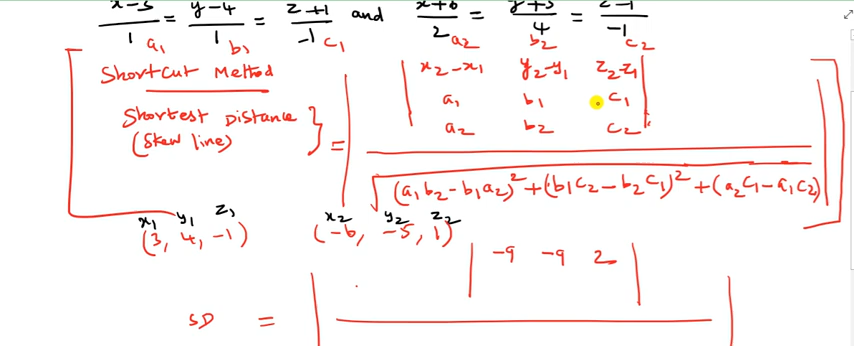 x-3/1 = y-4/1 = z+1/-1 and x+6/2 = y+5/4 = z-1/-1
a₁ b₁ c₁ a₂ b₂ c₂
Shortcut Method
Shortest Distance
(Skew line)
} =
| x₂-x₁ y₂-y₁ z₂-z₁ |
| a₁ b₁ c₁ |
| a₂ b₂ c₂ |
√(a₁b₂-b₁a₂)²+(b₁c₂-b₂c₁)²+(a₂c₁-a₁c₂)
x₁ y₁ z₁ x₂ y₂ z₂
(3, 4, -1) (-6, -5, 1)
| -9 -9 2 |
SD =